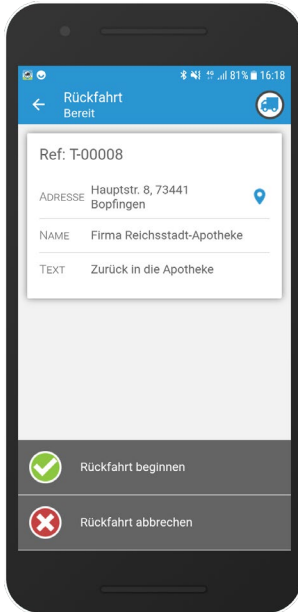 4G 81% 16:18
Rückfahrt
Bereit
Ref: T-00008
ADRESSE Hauptstr. 8, 73441
Bopfingen
NAME Firma Reichsstadt-Apotheke
TEXT Zurück in die Apotheke
Rückfahrt beginnen
Rückfahrt abbrechen